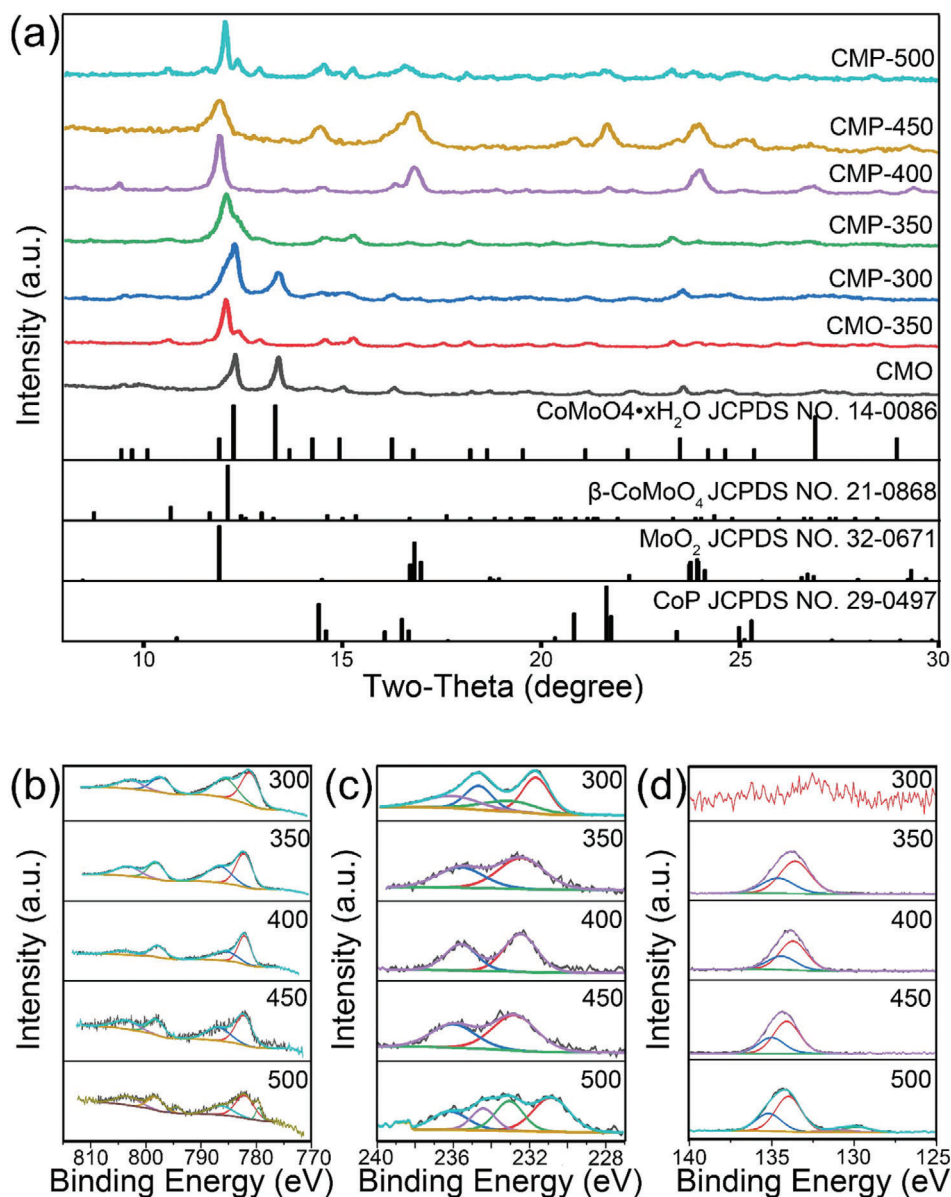 (a)
CMP-500
CMP-450
CMP-400
CMP-350
CMP-300
CMO-350
CMO
CoMoO4•xH₂O JCPDS NO. 14-0086
β-CoMoO₄ JCPDS NO. 21-0868
MoO₂ JCPDS NO. 32-0671
CoP JCPDS NO. 29-0497
Intensity (a.u.)
10 15 20 25 30
Two-Theta (degree)
(b)
300
350
400
450
500
Intensity (a.u.)
810 800 790 780 770
Binding Energy (eV)
(c)
300
350
400
450
500
Intensity (a.u.)
240 236 232 228
Binding Energy (eV)
(d)
300
350
400
450
500
Intensity (a.u.)
140 135 130 125
Binding Energy (eV)